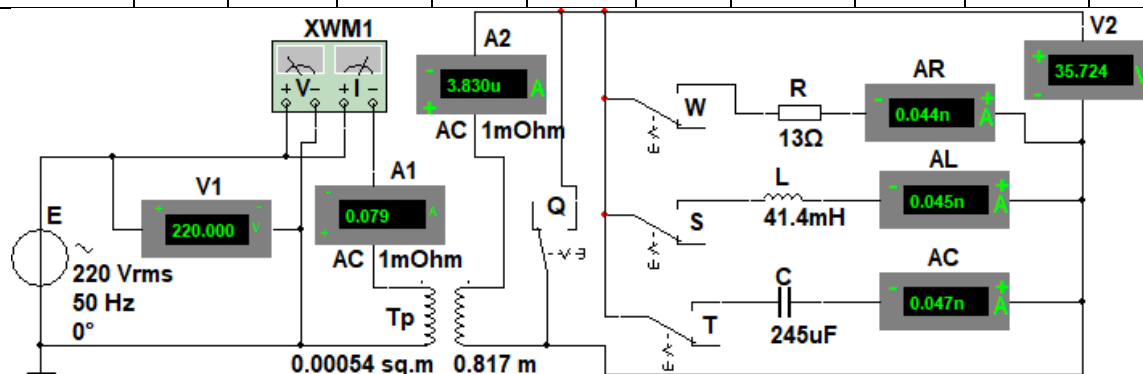 XWM1
+ V - + I -
A2
-
3.830u A
+
AC 1mOhm
V2
+
35.724 V
-
W
R
13Ω
AR
- +
0.044n A
V1
+ -
220.000 V
A1
-
0.079 A
+
AC 1mOhm
Q
E
220 Vrms
50 Hz
0°
S
L
41.4mH
AL
- +
0.045n A
Tp
0.00054 sq.m 0.817 m
T
C
245uF
AC
- +
0.047n A